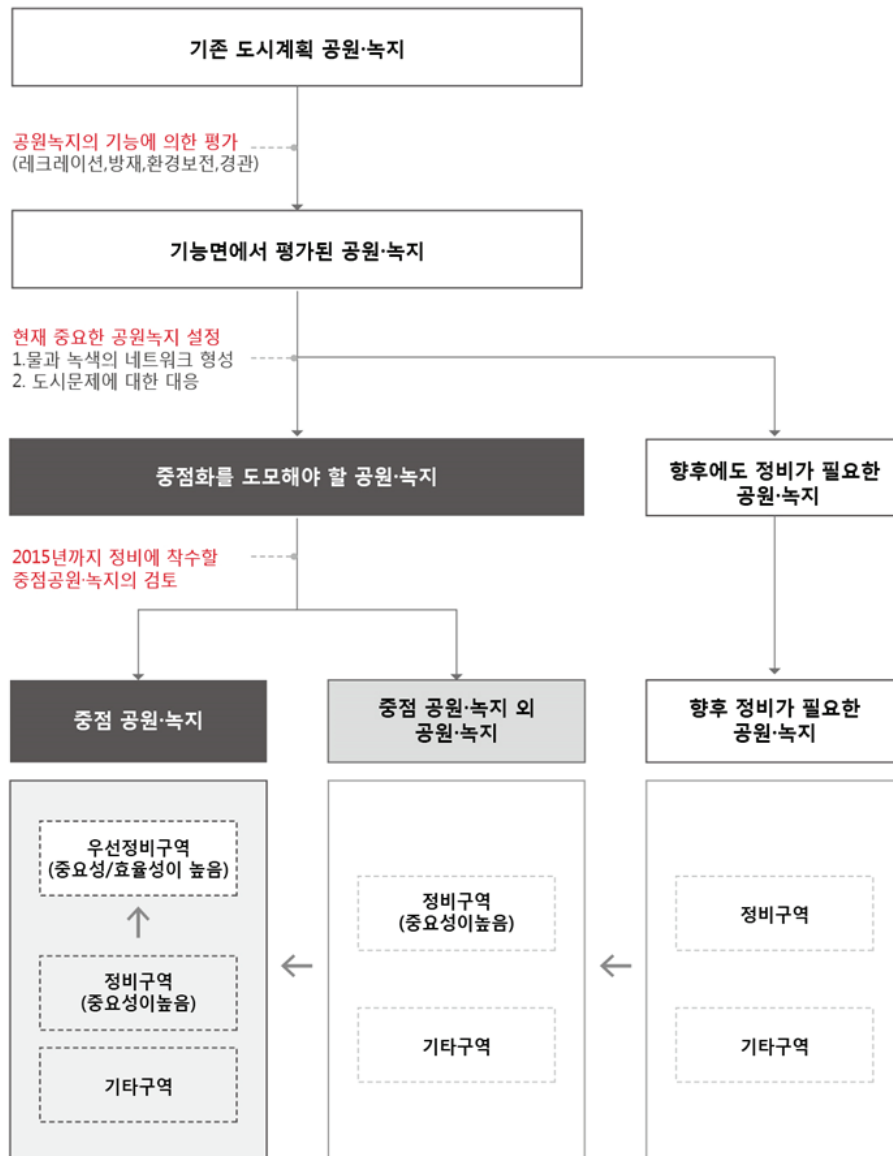 기존 도시계획 공원·녹지
공원녹지의 기능에 의한 평가
(레크레이션,방재,환경보전,경관)
기능면에서 평가된 공원·녹지
현재 중요한 공원녹지 설정
1.물과 녹색의 네트워크 형성
2. 도시문제에 대한 대응
중점화를 도모해야 할 공원·녹지
향후에도 정비가 필요한
공원·녹지
2015년까지 정비에 착수할
중점공원·녹지의 검토
중점 공원·녹지
중점 공원·녹지 외
공원·녹지
향후 정비가 필요한
공원·녹지
우선정비구역
(중요성/효율성이 높음)
정비구역
(중요성이높음)
기타구역
정비구역
(중요성이높음)
기타구역
정비구역
기타구역